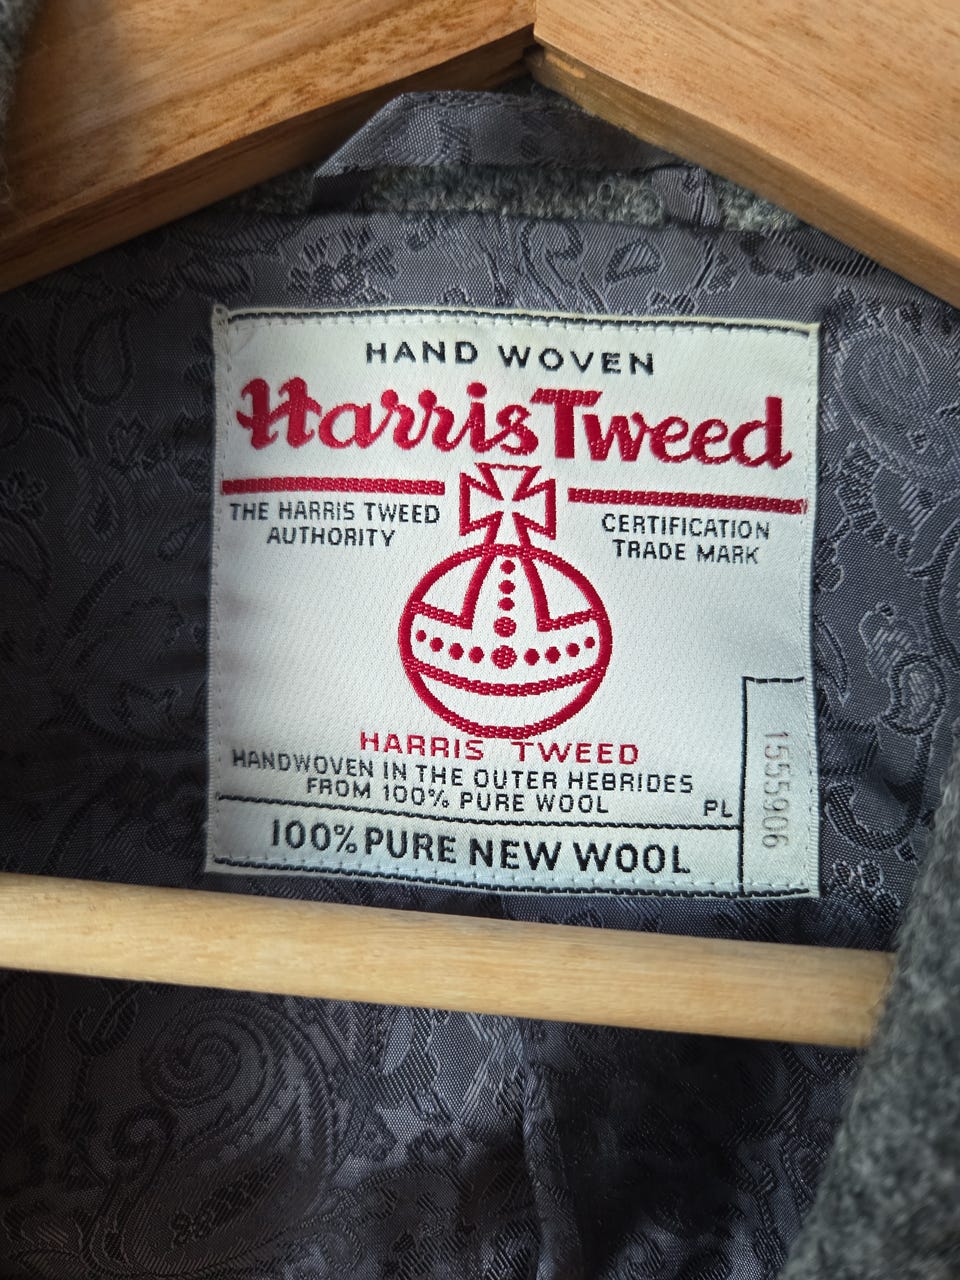 HAND WOVEN
Harris Tweed
THE HARRIS TWEED
AUTHORITY
CERTIFICATION
TRADE MARK
HARRIS TWEED
HANDWOVEN IN THE OUTER HEBRIDES
FROM 100% PURE WOOL
PL
100% PURE NEW WOOL
1555906